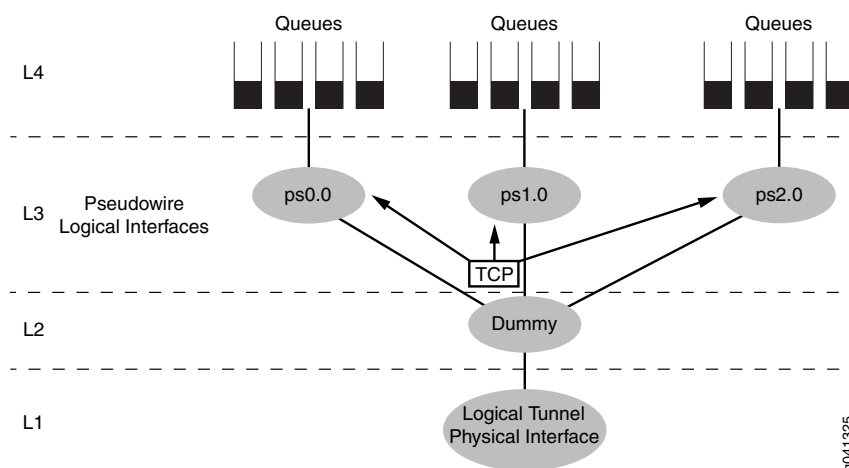 Queues
Queues
Queues
L4
ps0.0
ps1.0
ps2.0
L3
Pseudowire
Logical Interfaces
TCP
L2
Dummy
L1
Logical Tunnel
Physical Interface